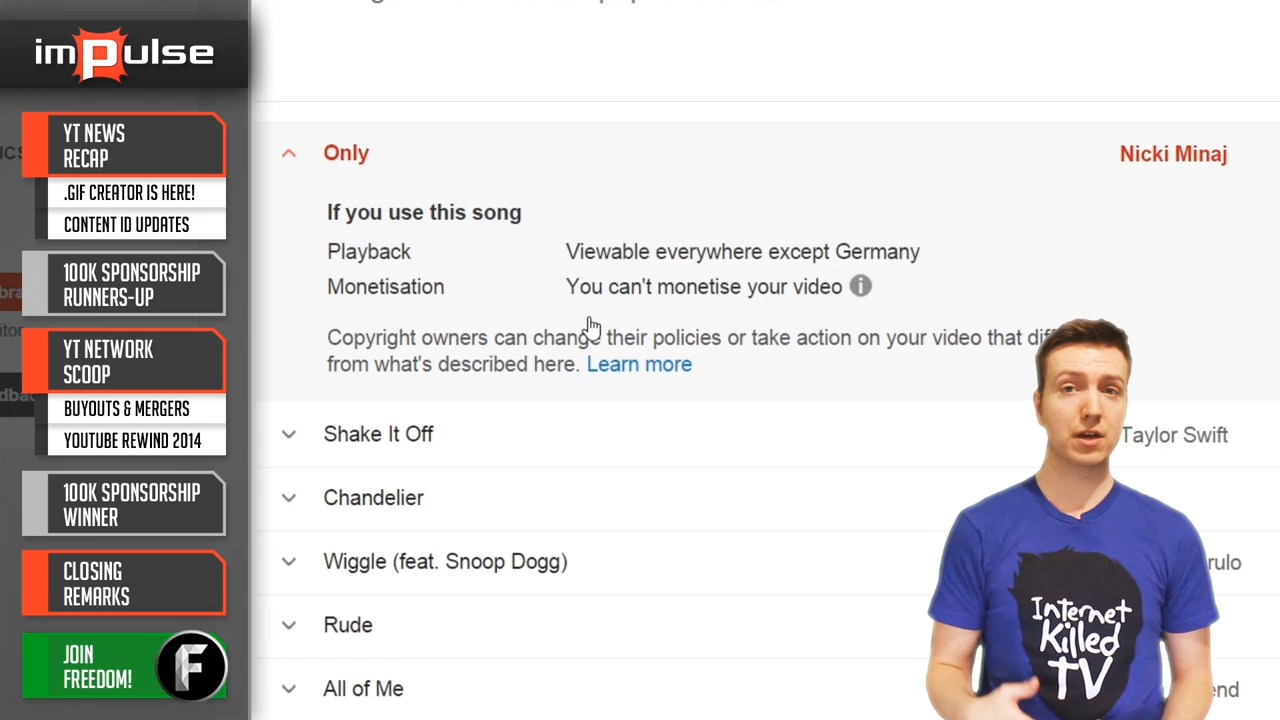 imPulse
YT NEWS
RECAP
.GIF CREATOR IS HERE!
CONTENT ID UPDATES
100K SPONSORSHIP
RUNNERS-UP
YT NETWORK
SCOOP
BUYOUTS & MERGERS
YOUTUBE REWIND 2014
100K SPONSORSHIP
WINNER
CLOSING
REMARKS
JOIN
FREEDOM!
F
Only Nicki Minaj
If you use this song
Playback Viewable everywhere except Germany
Monetisation You can't monetise your video i
Copyright owners can change their policies or take action on your video that
from what's described here. Learn more
Shake It Off Taylor Swift
Chandelier
Wiggle (feat. Snoop Dogg)
Rude
All of Me
Internet
Killed
TV